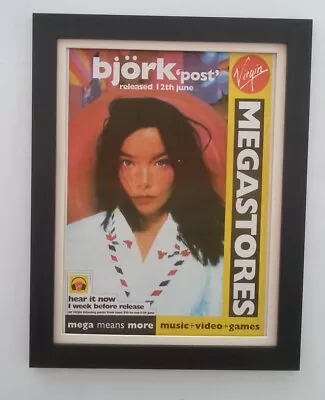 björk 'post'
released 12th june
Virgin
MEGASTORES
hear it now
1 week before release
mega means more
music+video+games